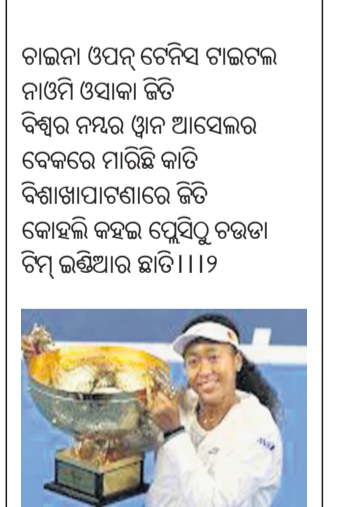 ଚାଇନା ଓପନ୍ ଟେନିସ ଟାଇଟଲ
ନାଓମି ଓସାକା ଜିତି
ବିଶ୍ୱର ନମ୍ବର ଓ୍ୱାନ ଆସେଲର
ବେକରେ ମାରିଛି କାତି
ବିଶାଖାପାଟଣାରେ ଜିତି
କୋହଲି କହଇ ପ୍ଲେସିଠୁ ଚଉଡା
ଟିମ୍ ଇଣ୍ଡିଆର ଛାତି।।।୨